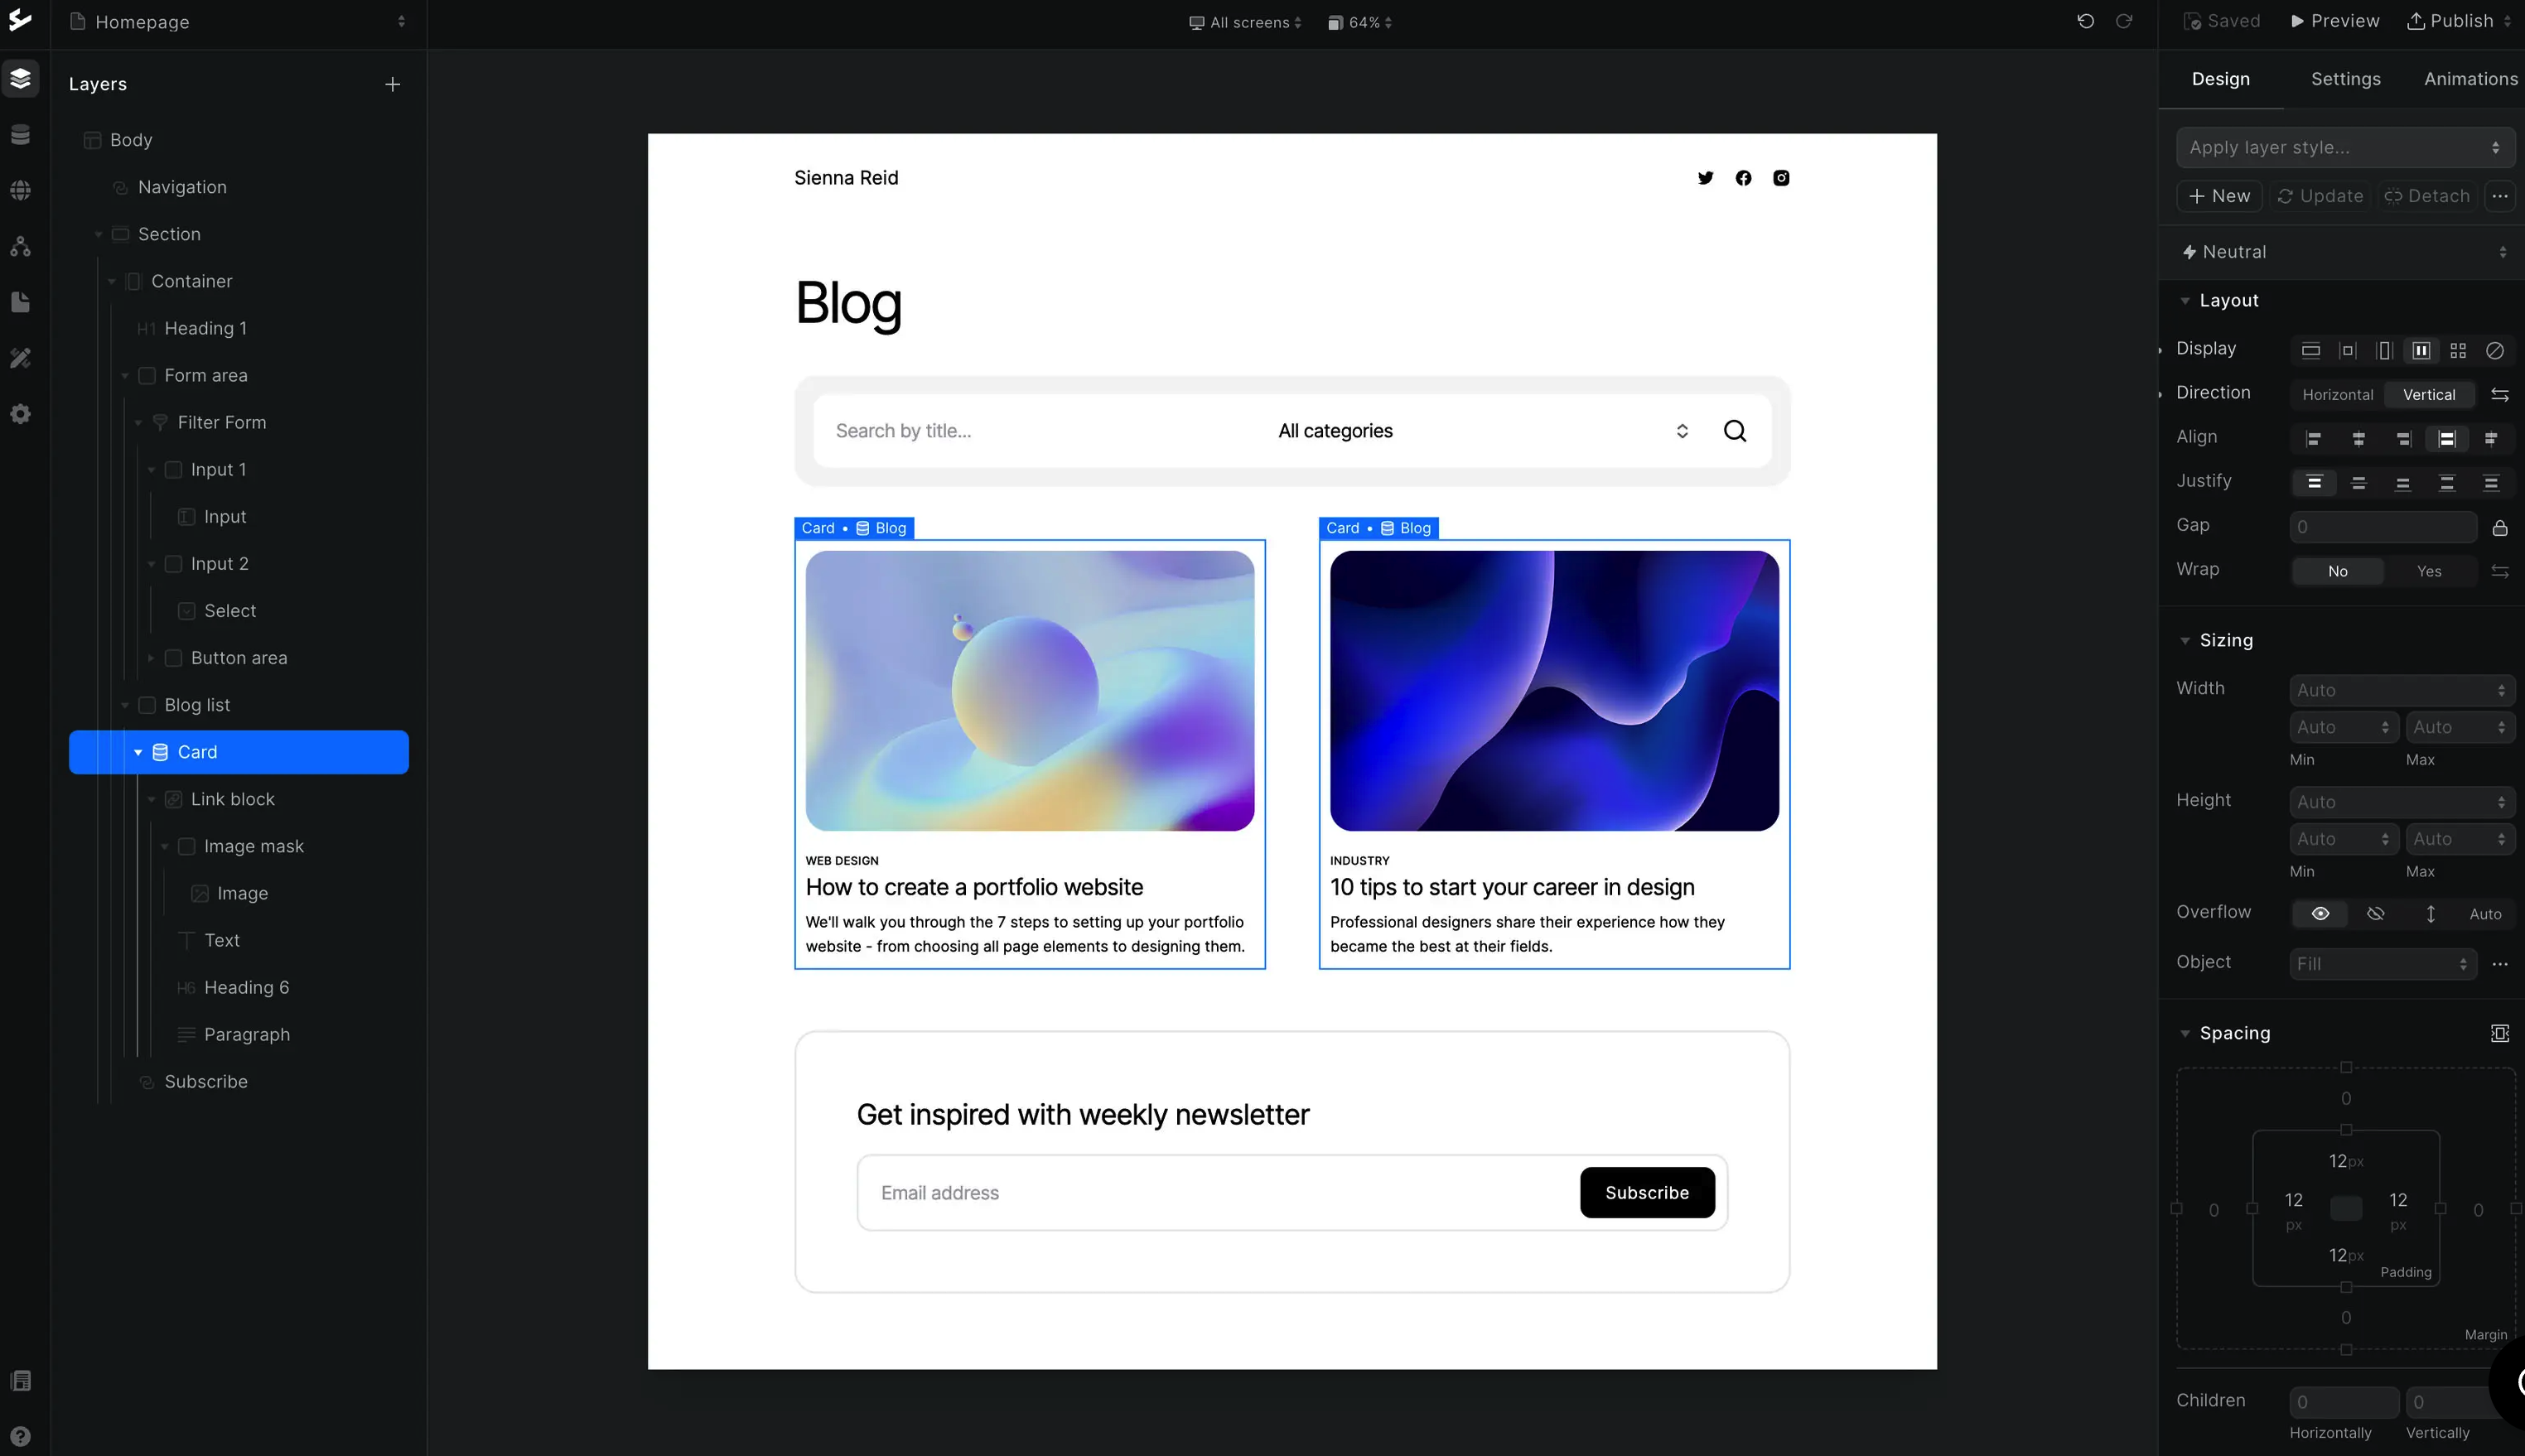 Homepage
All screens
64%
Saved
Preview
Publish
Layers
Body
Navigation
Section
Container
H1 Heading 1
Form area
Filter Form
Input 1
Input
Input 2
Select
Button area
Blog list
Card
Link block
Image mask
Image
Text
H6 Heading 6
Paragraph
Subscribe
Sienna Reid
Blog
Search by title...
All categories
Card • Blog
WEB DESIGN
How to create a portfolio website
We'll walk you through the 7 steps to setting up your portfolio
website - from choosing all page elements to designing them.
Card • Blog
INDUSTRY
10 tips to start your career in design
Professional designers share their experience how they
became the best at their fields.
Get inspired with weekly newsletter
Email address
Subscribe
Design
Settings
Animations
Apply layer style...
New
Update
Detach
Neutral
Layout
Display
Direction
Horizontal
Vertical
Align
Justify
Gap
0
Wrap
No
Yes
Sizing
Width
Auto
Auto
Auto
Min
Max
Height
Auto
Auto
Auto
Min
Max
Overflow
Auto
Object
Fill
Spacing
0
12px
0
12
px
12
px
0
12px
Padding
0
Margin
Children
0
0
Horizontally
Vertically